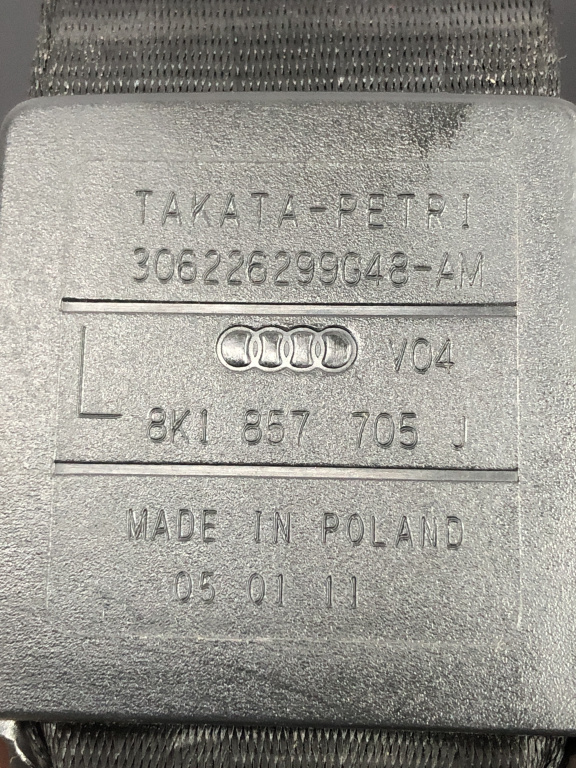 TAKATA-PETRI
306226299G48-AM
L V04
8K1 857 705 J
MADE IN POLAND
05 01 11